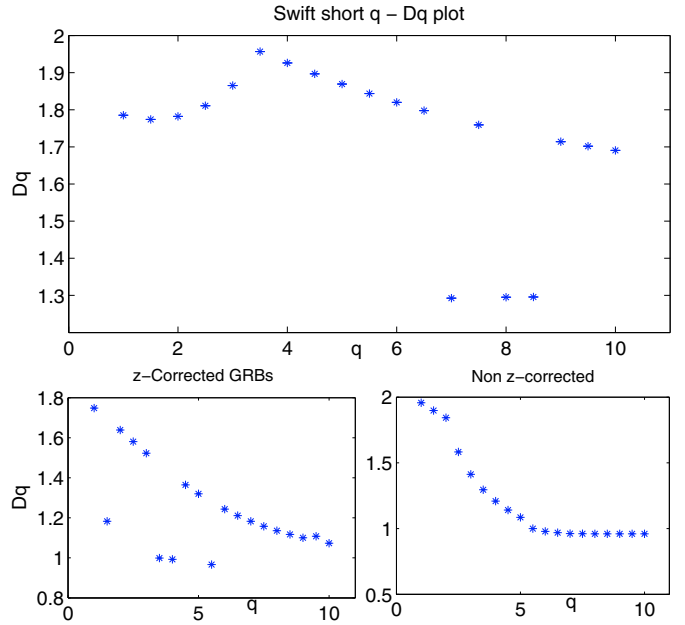 Swift short q − Dq plot
2
1.9
1.8
1.7
1.6
1.5
1.4
1.3
Dq
0 2 4 6 8 10
q
z−Corrected GRBs
1.8
1.6
1.4
1.2
1
0.8
Dq
0 5 10
q
Non z−corrected
2
1.5
1
0.5
0 5 10
q